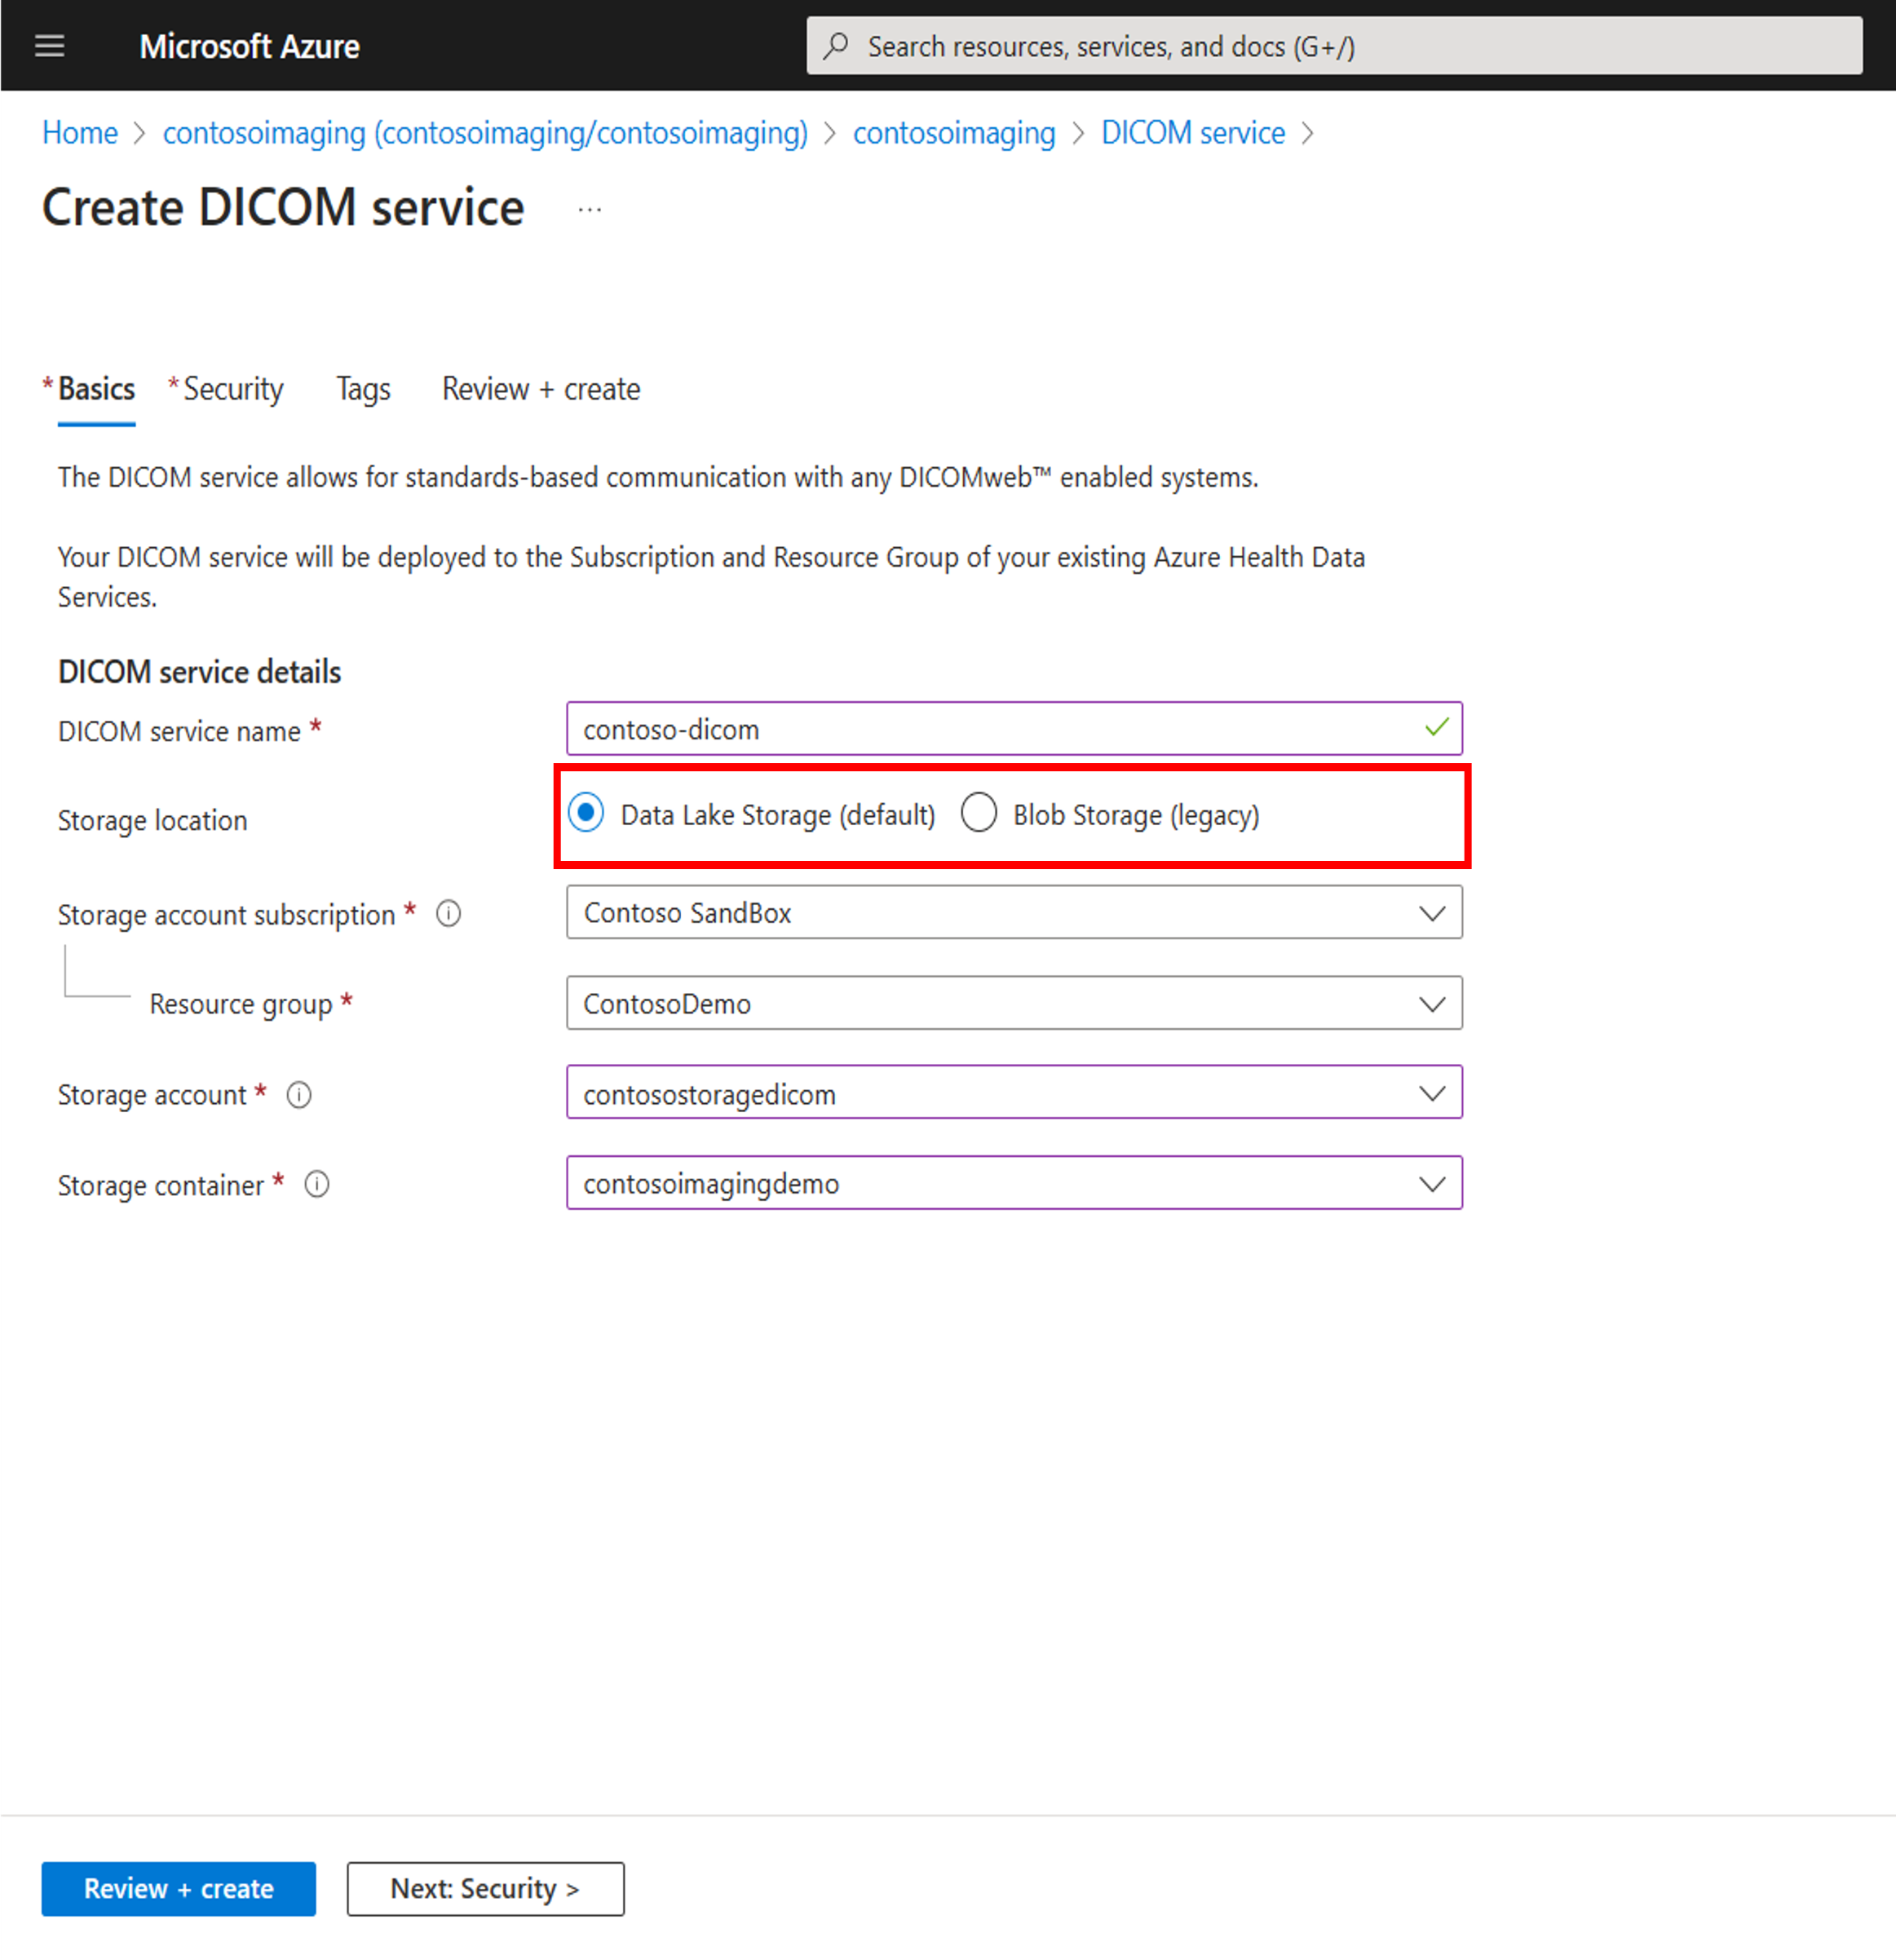 Microsoft Azure
Search resources, services, and docs (G+/)
Home > contosoimaging (contosoimaging/contosoimaging) > contosoimaging > DICOM service >
Create DICOM service ...
* Basics * Security Tags Review + create
The DICOM service allows for standards-based communication with any DICOMweb™ enabled systems.
Your DICOM service will be deployed to the Subscription and Resource Group of your existing Azure Health Data
Services.
DICOM service details
DICOM service name * contoso-dicom
Storage location Data Lake Storage (default) Blob Storage (legacy)
Storage account subscription * Contoso SandBox
Resource group * ContosoDemo
Storage account * contosostoragedicom
Storage container * contosoimagingdemo
Review + create Next: Security >